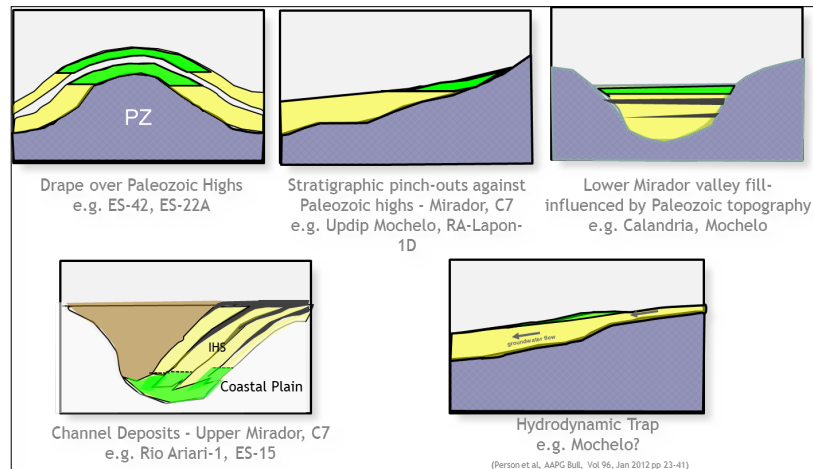 PZ
Drape over Paleozoic Highs
e.g. ES-42, ES-22A
Stratigraphic pinch-outs against
Paleozoic highs - Mirador, C7
e.g. Updip Mochelo, RA-Lapon-
1D
Lower Mirador valley fill-
influenced by Paleozoic topography
e.g. Calandria, Mochelo
IHS
Coastal Plain
Channel Deposits - Upper Mirador, C7
e.g. Rio Ariari-1, ES-15
groundwater flow
Hydrodynamic Trap
e.g. Mochelo?
(Person et al, AAPG Bull, Vol 96, Jan 2012 pp 23-41)